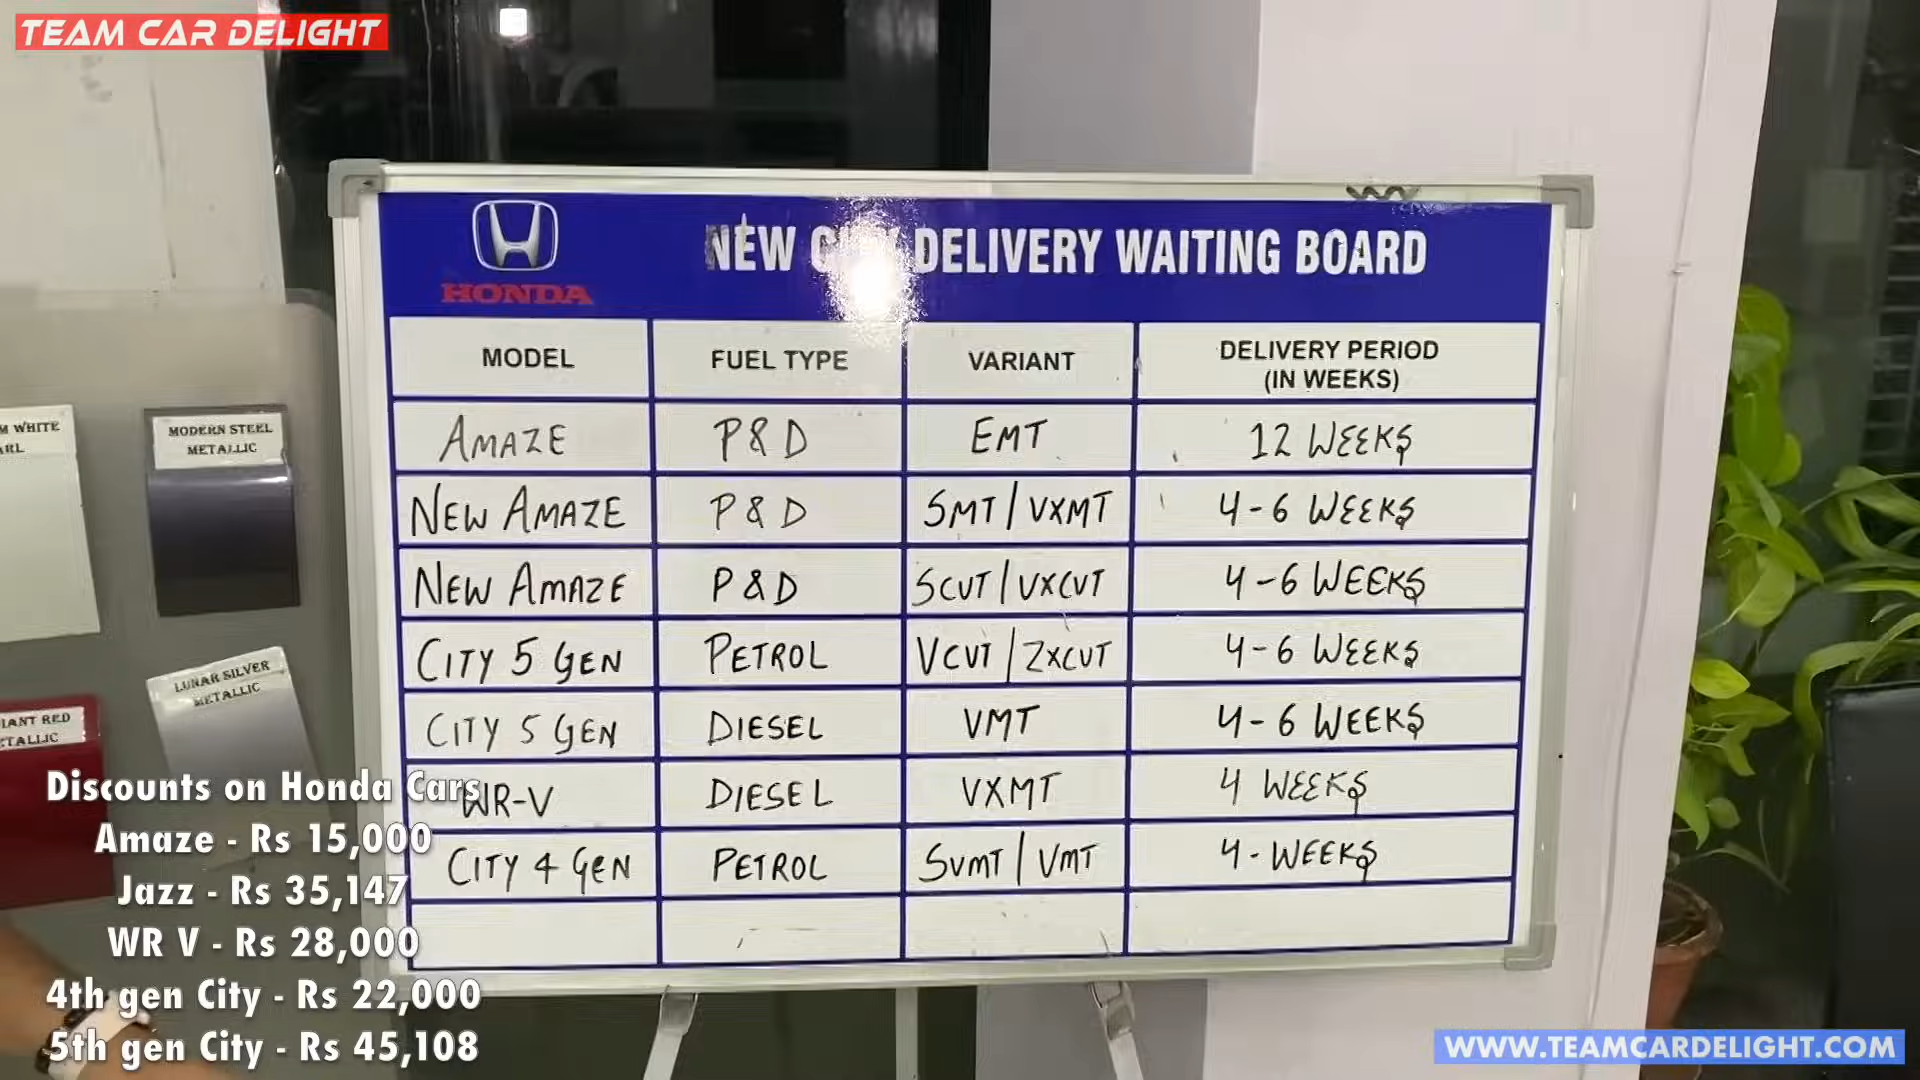 TEAM CAR DELIGHT
HONDA
NEW CITY DELIVERY WAITING BOARD
MODEL FUEL TYPE VARIANT DELIVERY PERIOD (IN WEEKS)
AMAZE P & D EMT 12 WEEKS
NEW AMAZE P & D SMT / VXMT 4-6 WEEKS
NEW AMAZE P & D SCVT / VXCVT 4-6 WEEKS
CITY 5 GEN PETROL VCVT / ZXCVT 4-6 WEEKS
CITY 5 GEN DIESEL VMT 4-6 WEEKS
WR-V DIESEL VXMT 4 WEEKS
CITY 4 GEN PETROL SVMT / VMT 4-WEEKS
WHITE
MODERN STEEL
METALLIC
LUNAR SILVER
METALLIC
RED
Discounts on Honda Cars
Amaze - Rs 15,000
Jazz - Rs 35,147
WR V - Rs 28,000
4th gen City - Rs 22,000
5th gen City - Rs 45,108
WWW.TEAMCARDELIGHT.COM